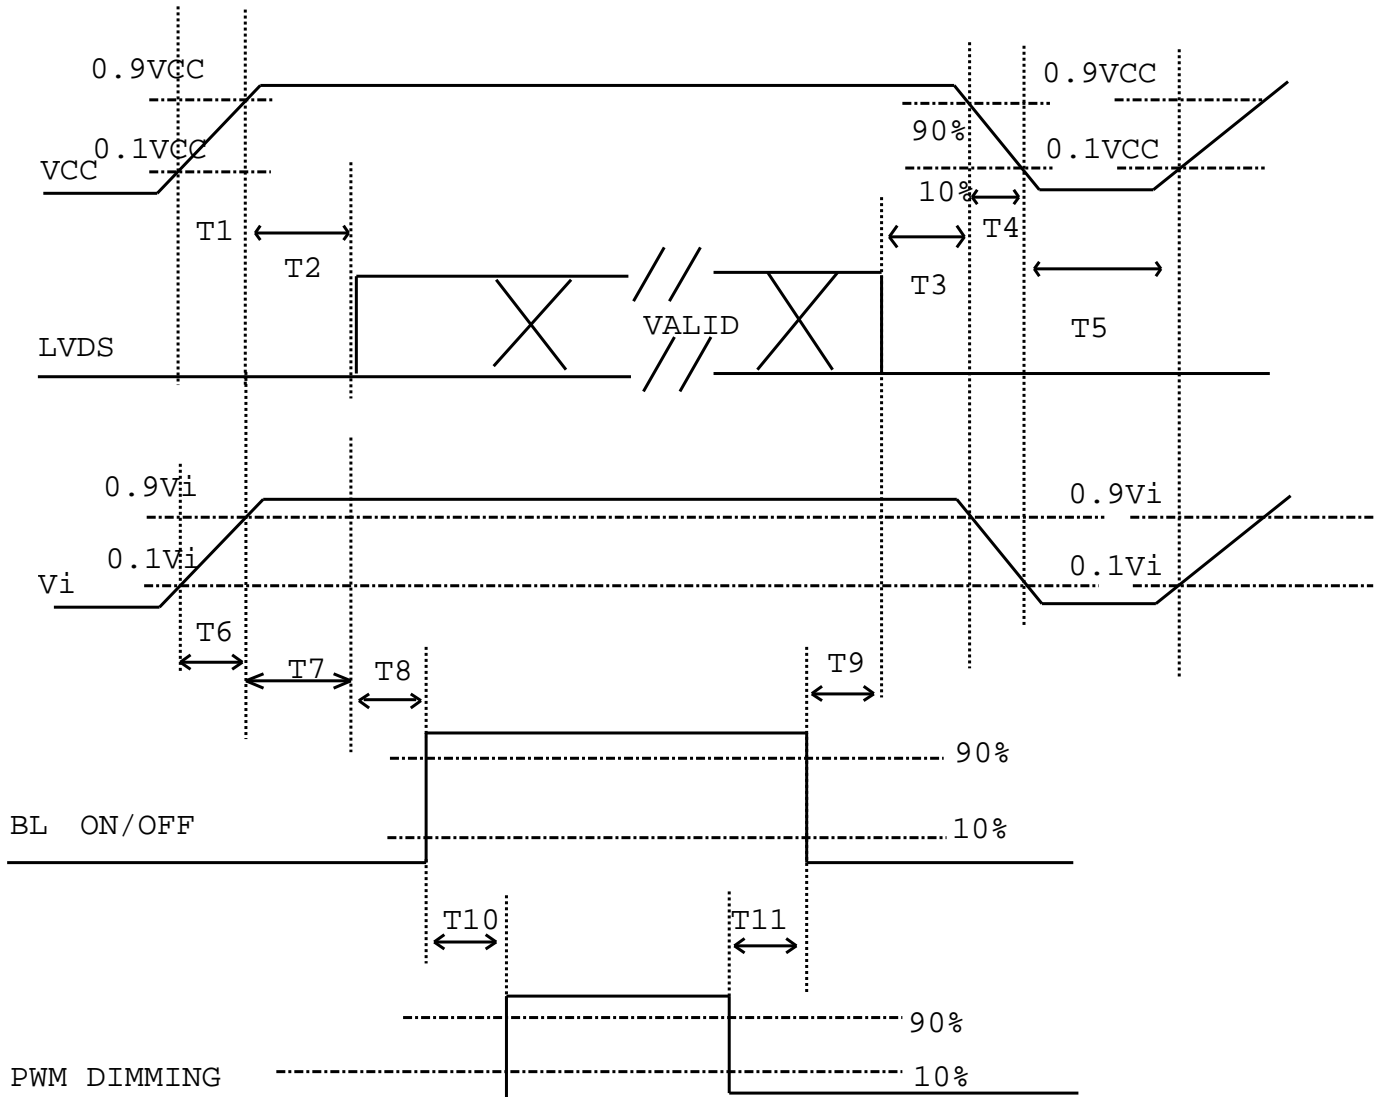 0.9VCC
0.9VCC
90%
0.1VCC
0.1VCC
VCC
10%
T1
T4
T2
T3
VALID
T5
LVDS
0.9Vi
0.9Vi
0.1Vi
0.1Vi
Vi
T6
T7
T8
T9
90%
BL ON/OFF
10%
T10
T11
90%
PWM DIMMING
10%